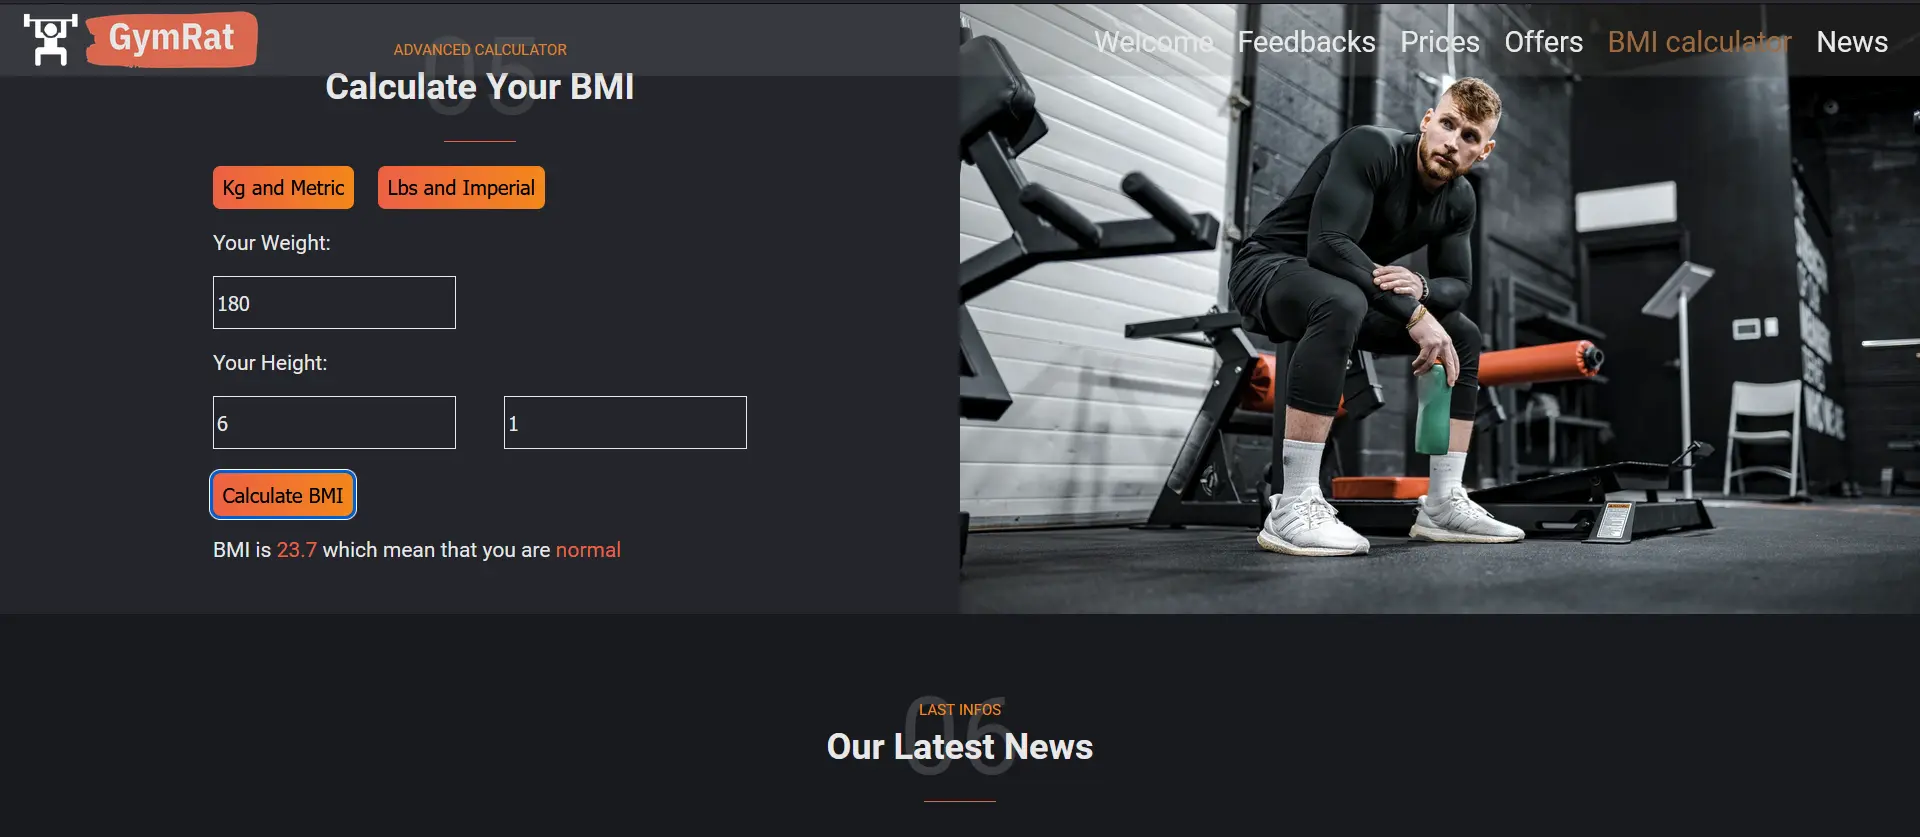 GymRat
Welcome Feedbacks Prices Offers BMI calculator News
05
ADVANCED CALCULATOR
Calculate Your BMI
Kg and Metric Lbs and Imperial
Your Weight:
180
Your Height:
6 1
Calculate BMI
BMI is 23.7 which mean that you are normal
06
LAST INFOS
Our Latest News